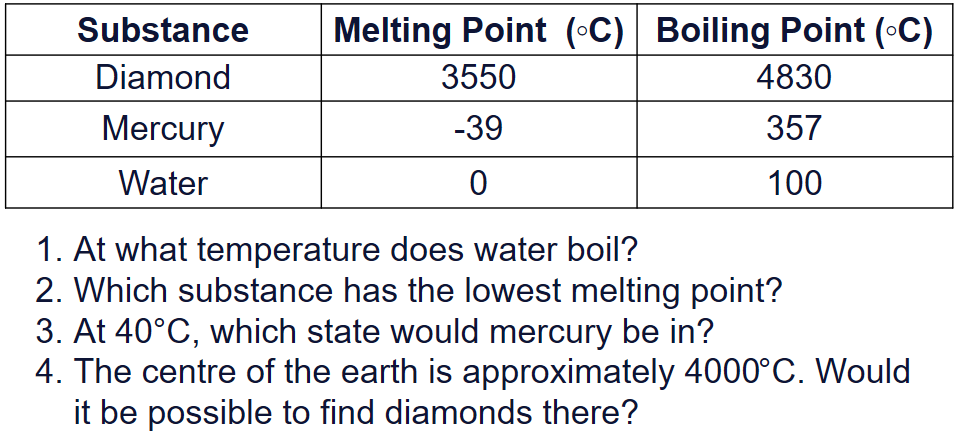 Substance Melting Point (◦C) Boiling Point (◦C)
Diamond 3550 4830
Mercury -39 357
Water 0 100
1. At what temperature does water boil?
2. Which substance has the lowest melting point?
3. At 40°C, which state would mercury be in?
4. The centre of the earth is approximately 4000°C. Would
it be possible to find diamonds there?